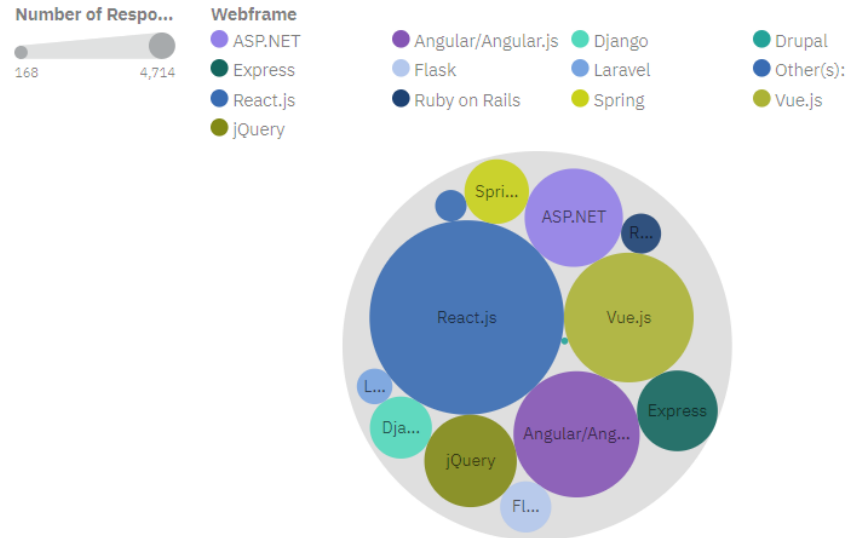 Number of Respo... Webframe
168 4,714
ASP.NET Angular/Angular.js Django Drupal
Express Flask Laravel Other(s):
React.js Ruby on Rails Spring Vue.js
jQuery
Spri...
ASP.NET
R...
React.js
Vue.js
L...
Dja...
Express
Angular/Ang...
jQuery
Fl...